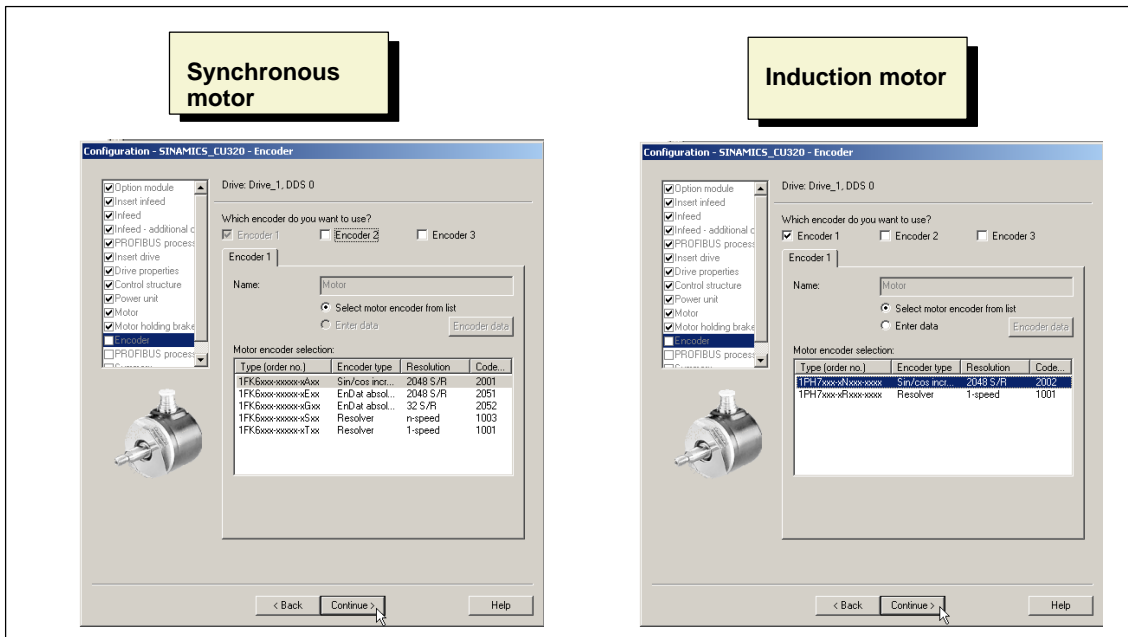 Synchronous
motor
Configuration - SINAMICS_CU320 - Encoder
Option module
Insert infeed
Infeed
Infeed - additional c
PROFIBUS process
Insert drive
Drive properties
Control structure
Power unit
Motor
Motor holding brake
Encoder
PROFIBUS process
Summary
Drive: Drive_1, DDS 0
Which encoder do you want to use?
Encoder 1 Encoder 2 Encoder 3
Encoder 1
Name: Motor
Select motor encoder from list
Enter data Encoder data
Motor encoder selection:
Type (order no.) Encoder type Resolution Code...
1FK6xxx-xxxxx-xAxx Sin/cos incr... 2048 S/R 2001
1FK6xxx-xxxxx-xExx EnDat absol... 2048 S/R 2051
1FK6xxx-xxxxx-xGxx EnDat absol... 32 S/R 2052
1FK6xxx-xxxxx-xSxx Resolver n-speed 1003
1FK6xxx-xxxxx-xTxx Resolver 1-speed 1001
< Back Continue > Help
Induction motor
Configuration - SINAMICS_CU320 - Encoder
Option module
Insert infeed
Infeed
Infeed - additional c
PROFIBUS process
Insert drive
Drive properties
Control structure
Power unit
Motor
Motor holding brake
Encoder
PROFIBUS process
Summary
Drive: Drive_1, DDS 0
Which encoder do you want to use?
Encoder 1 Encoder 2 Encoder 3
Encoder 1
Name: Motor
Select motor encoder from list
Enter data Encoder data
Motor encoder selection:
Type (order no.) Encoder type Resolution Code...
1PH7xxx-xNxxx-xxxx Sin/cos incr... 2048 S/R 2002
1PH7xxx-xRxxx-xxxx Resolver 1-speed 1001
< Back Continue > Help